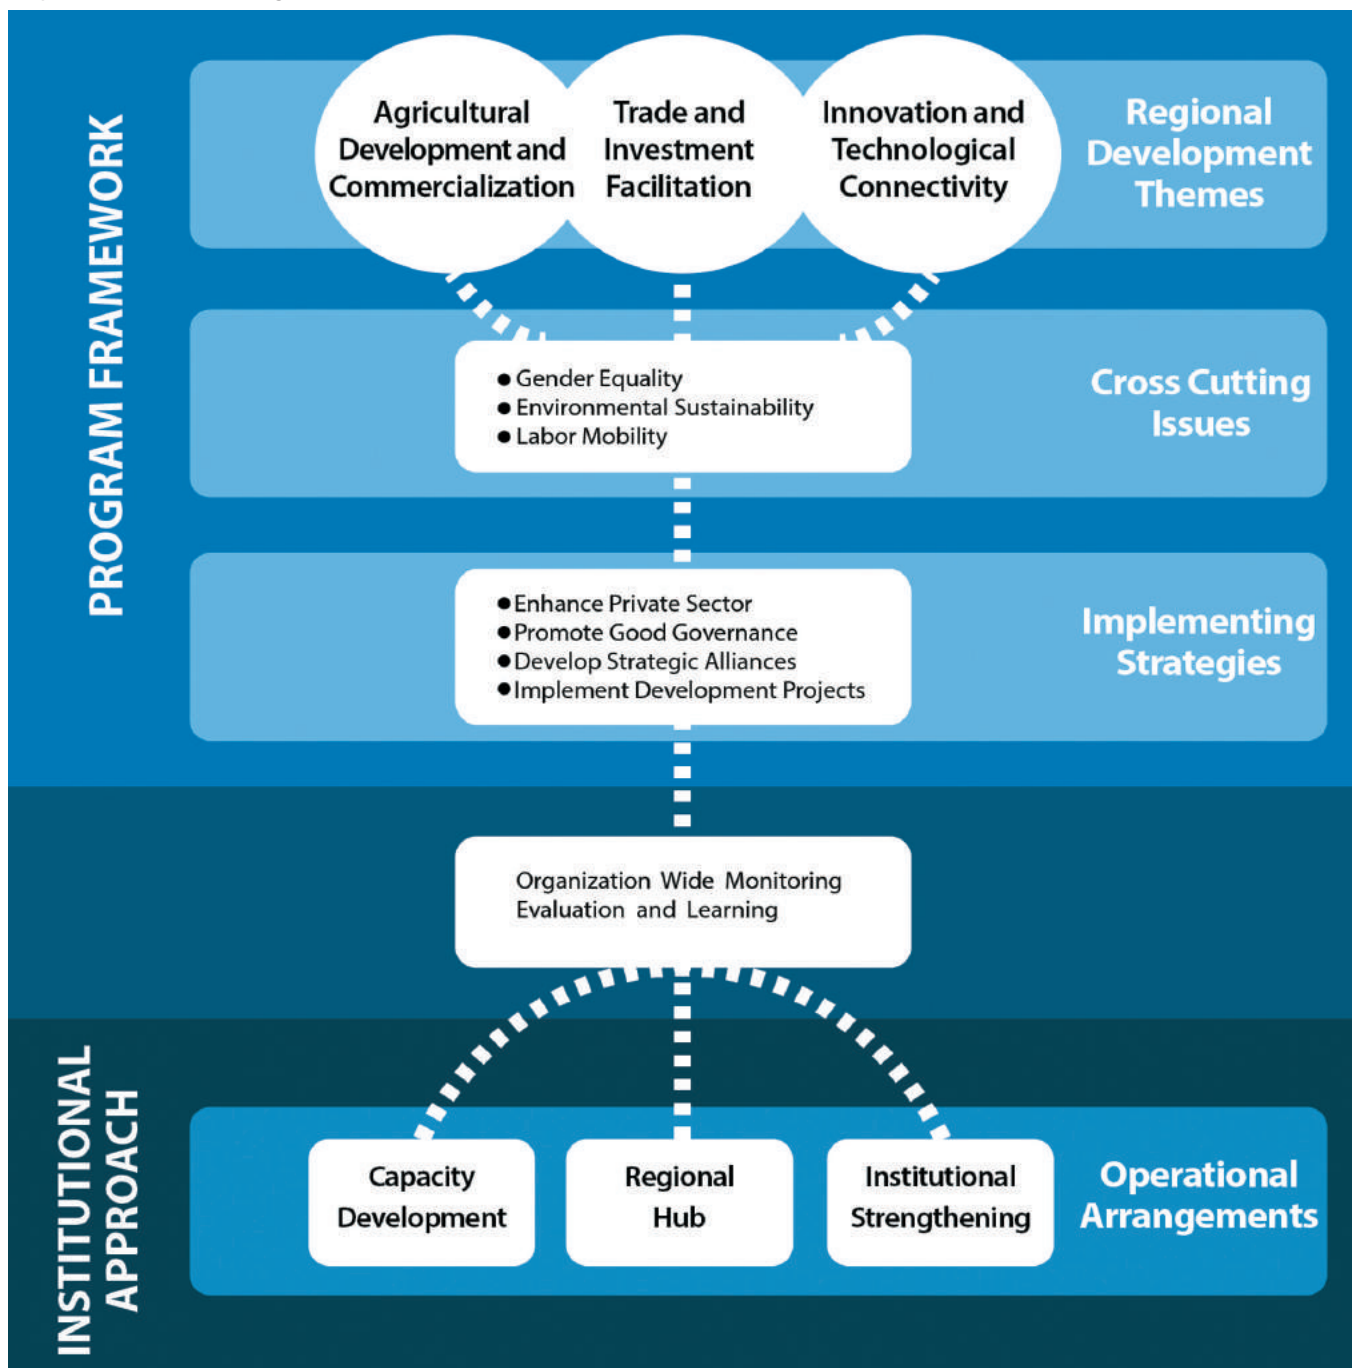 PROGRAM FRAMEWORK
Agricultural
Development and
Commercialization
Trade and
Investment
Facilitation
Innovation and
Technological
Connectivity
Regional
Development
Themes
● Gender Equality
● Environmental Sustainability
● Labor Mobility
Cross Cutting
Issues
● Enhance Private Sector
● Promote Good Governance
● Develop Strategic Alliances
● Implement Development Projects
Implementing
Strategies
Organization Wide Monitoring
Evaluation and Learning
INSTITUTIONAL
APPROACH
Capacity
Development
Regional
Hub
Institutional
Strengthening
Operational
Arrangements